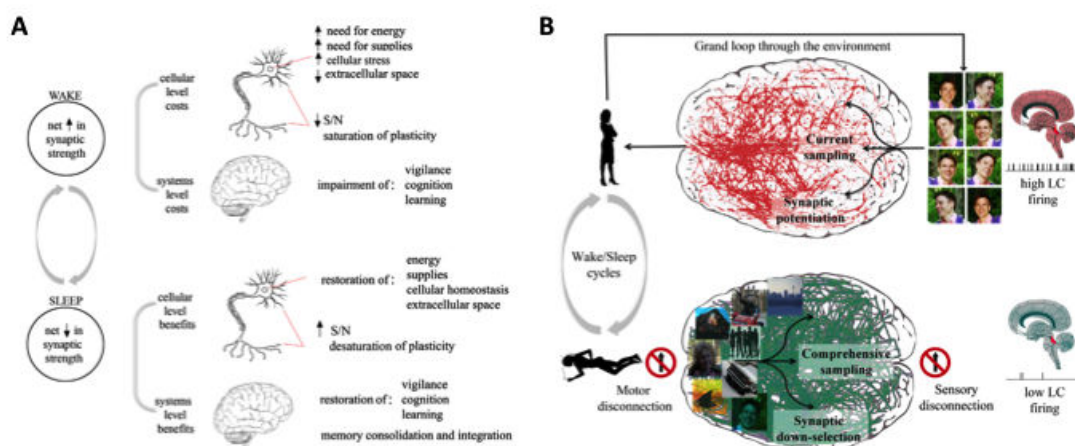 A
WAKE
net ↑ in
synaptic
strength
cellular
level
costs
↑ need for energy
↑ need for supplies
↑ cellular stress
↓ extracellular space
↓ S/N
saturation of plasticity
systems
level
costs
impairment of:
vigilance
cognition
learning
SLEEP
net ↓ in
synaptic
strength
cellular
level
benefits
restoration of:
energy
supplies
cellular homeostasis
extracellular space
↑ S/N
desaturation of plasticity
systems
level
benefits
restoration of:
vigilance
cognition
learning
memory consolidation and integration
B
Grand loop through the environment
Current
sampling
Synaptic
potentiation
high LC
firing
Wake/Sleep
cycles
Motor
disconnection
Comprehensive
sampling
Synaptic
down-selection
Sensory
disconnection
low LC
firing